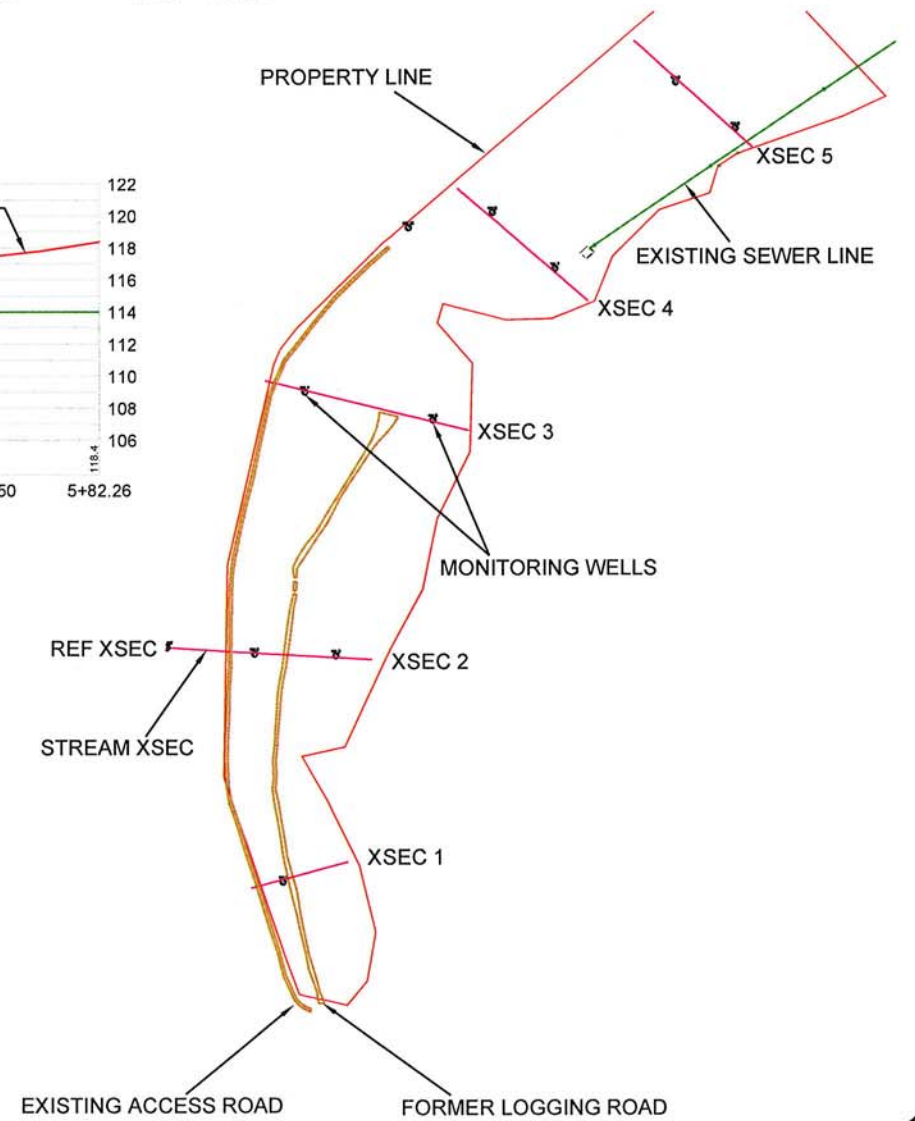 PROPERTY LINE
XSEC 5
122
120
118
116
114
112
110
108
106
118.4
50
5+82.26
EXISTING SEWER LINE
XSEC 4
XSEC 3
MONITORING WELLS
REF XSEC
XSEC 2
STREAM XSEC
XSEC 1
EXISTING ACCESS ROAD
FORMER LOGGING ROAD